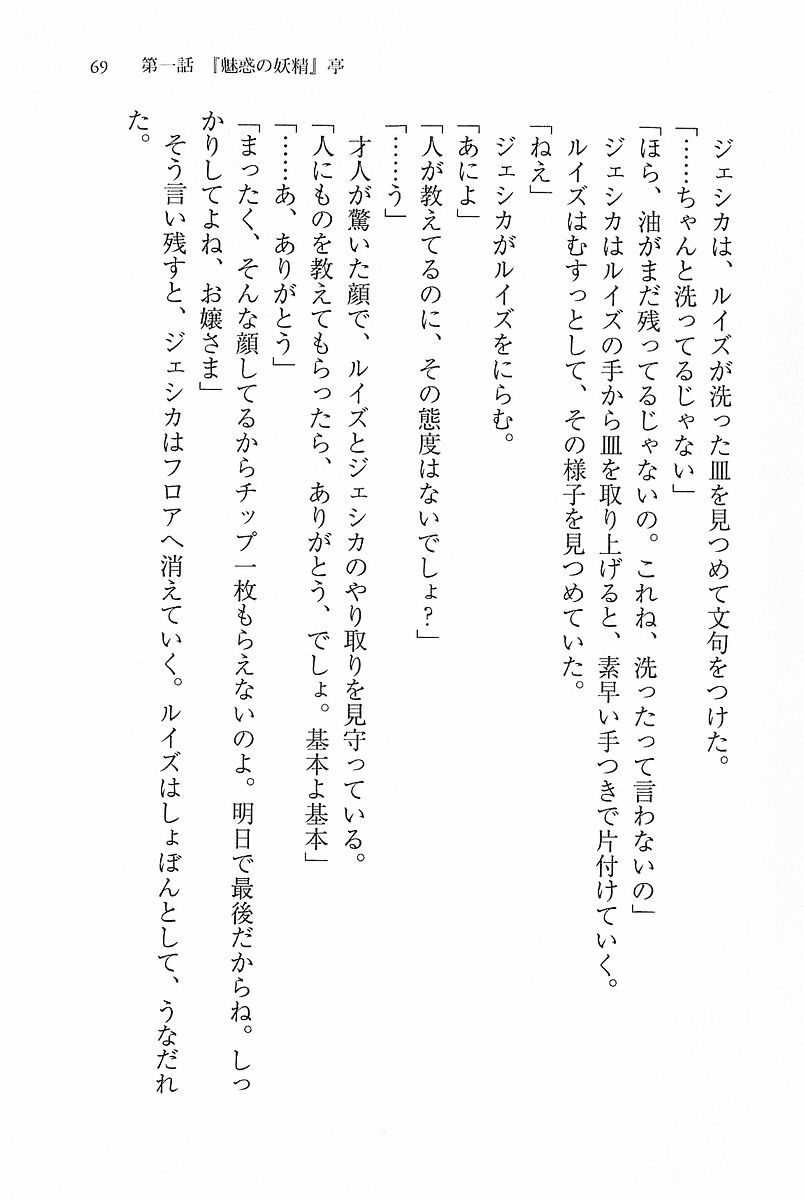 69　第一話　『魅惑の妖精』亭
　ジェシカは、ルイズが洗った皿を見つめて文句をつけた。
「……ちゃんと洗ってるじゃない」
「ほら、油がまだ残ってるじゃないの。これね、洗ったって言わないの」
　ジェシカはルイズの手から皿を取り上げると、素早い手つきで片付けていく。
　ルイズはむすっとして、その様子を見つめていた。
「ねえ」
　ジェシカがルイズをにらむ。
「あによ」
「人が教えてるのに、その態度はないでしょ？」
「……う」
　才人が驚いた顔で、ルイズとジェシカのやり取りを見守っている。
「人にものを教えてもらったら、ありがとう、でしょ。基本よ基本」
「……あ、ありがとう」
「まったく、そんな顔してるからチップ一枚もらえないのよ。明日で最後だからね。しっ
かりしてよね、お嬢さま」
　そう言い残すと、ジェシカはフロアへ消えていく。ルイズはしょぼんとして、うなだれ
た。